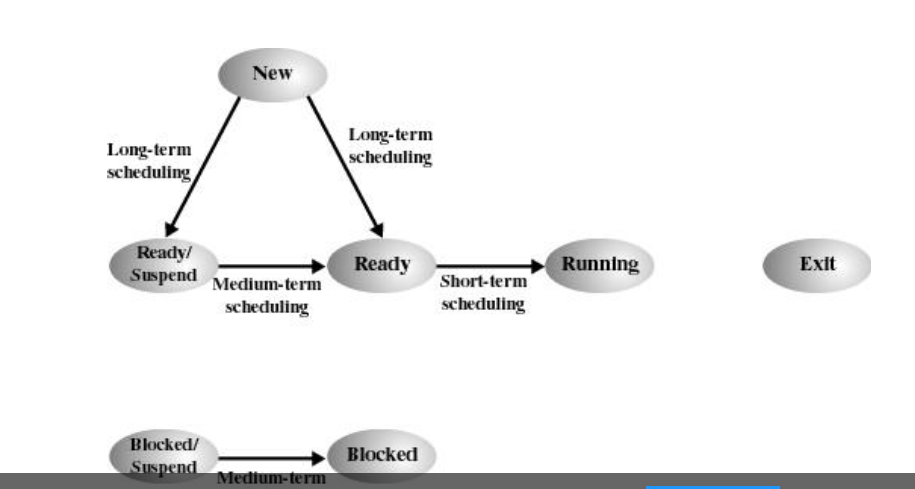 New
Long-term
scheduling
Long-term
scheduling
Ready/
Suspend
Medium-term
scheduling
Ready
Short-term
scheduling
Running
Exit
Blocked/
Suspend
Medium-term
Blocked